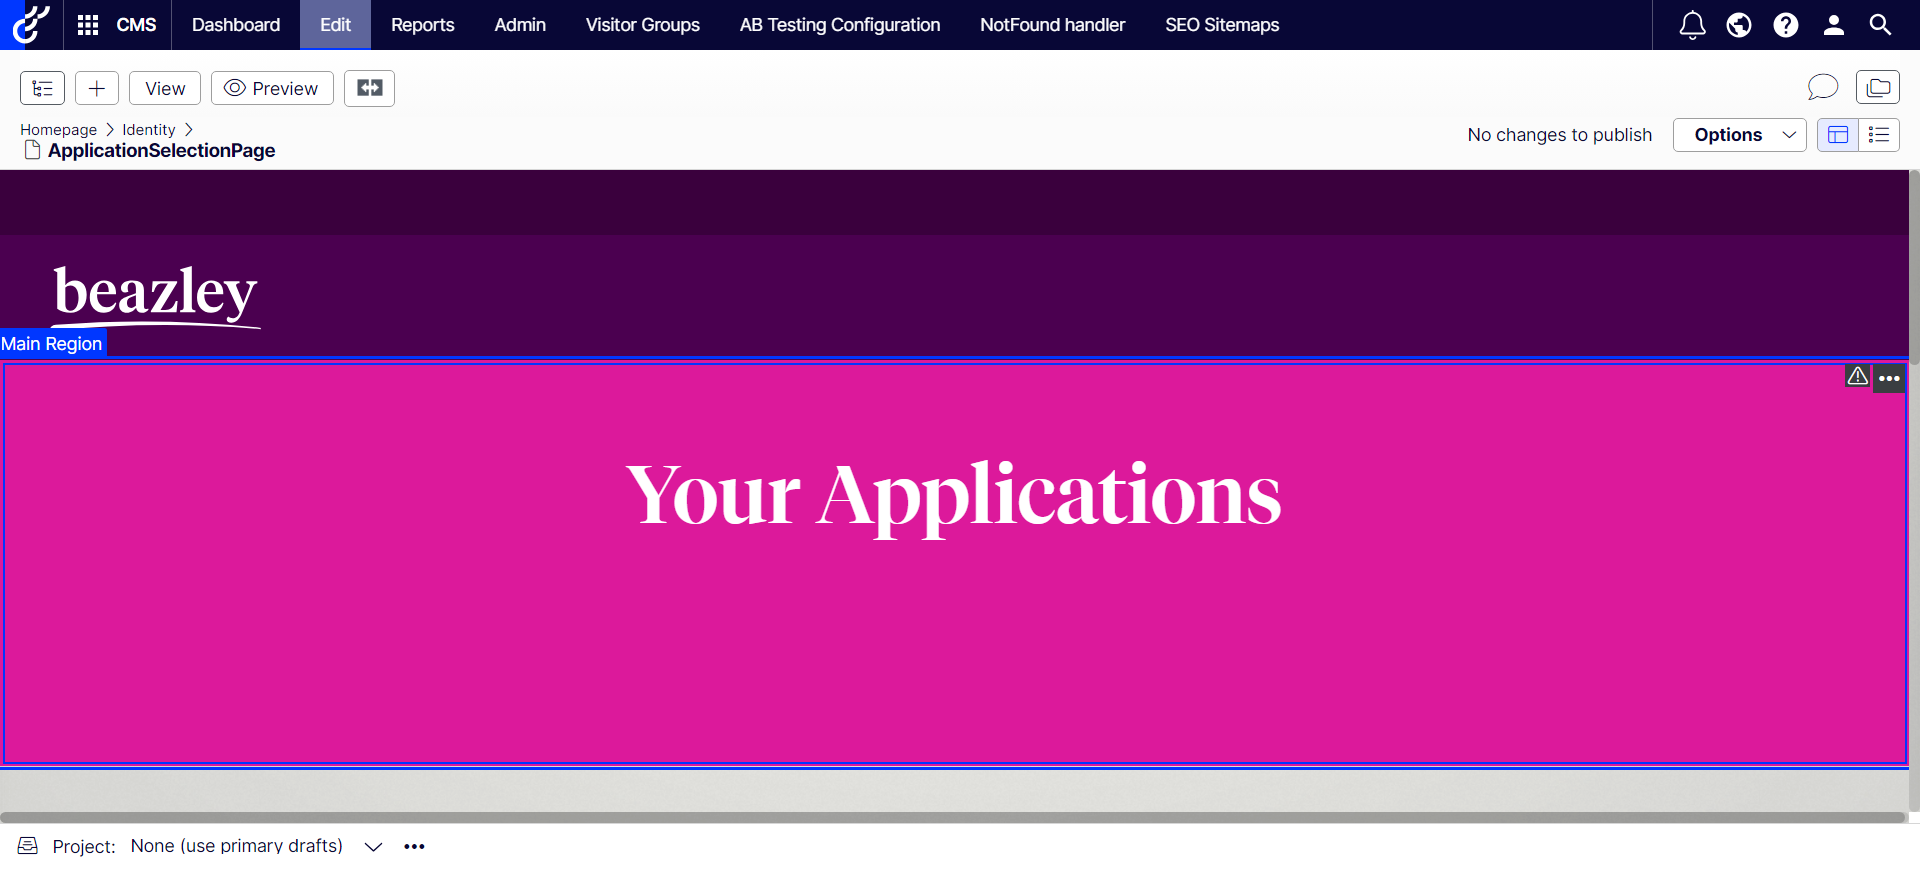 CMS Dashboard Edit Reports Admin Visitor Groups AB Testing Configuration NotFound handler SEO Sitemaps
View Preview
Homepage Identity
ApplicationSelectionPage
No changes to publish Options
beazley
Main Region
Your Applications
Project: None (use primary drafts)